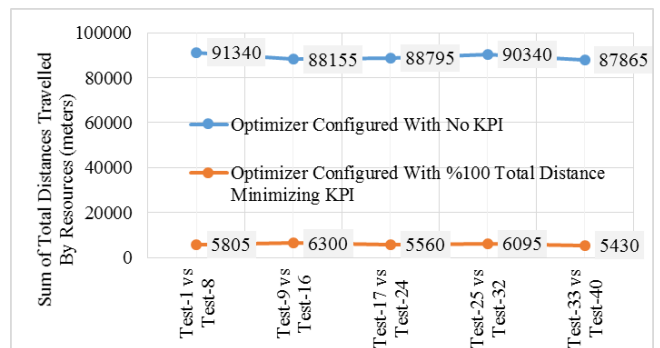 Sum of Total Distances Travelled
By Resources (meters)
100000
80000
60000
40000
20000
0
91340
88155
88795
90340
87865
Optimizer Configured With No KPI
Optimizer Configured With %100 Total Distance
Minimizing KPI
5805
6300
5560
6095
5430
Test-1 vs
Test-8
Test-9 vs
Test-16
Test-17 vs
Test-24
Test-25 vs
Test-32
Test-33 vs
Test-40